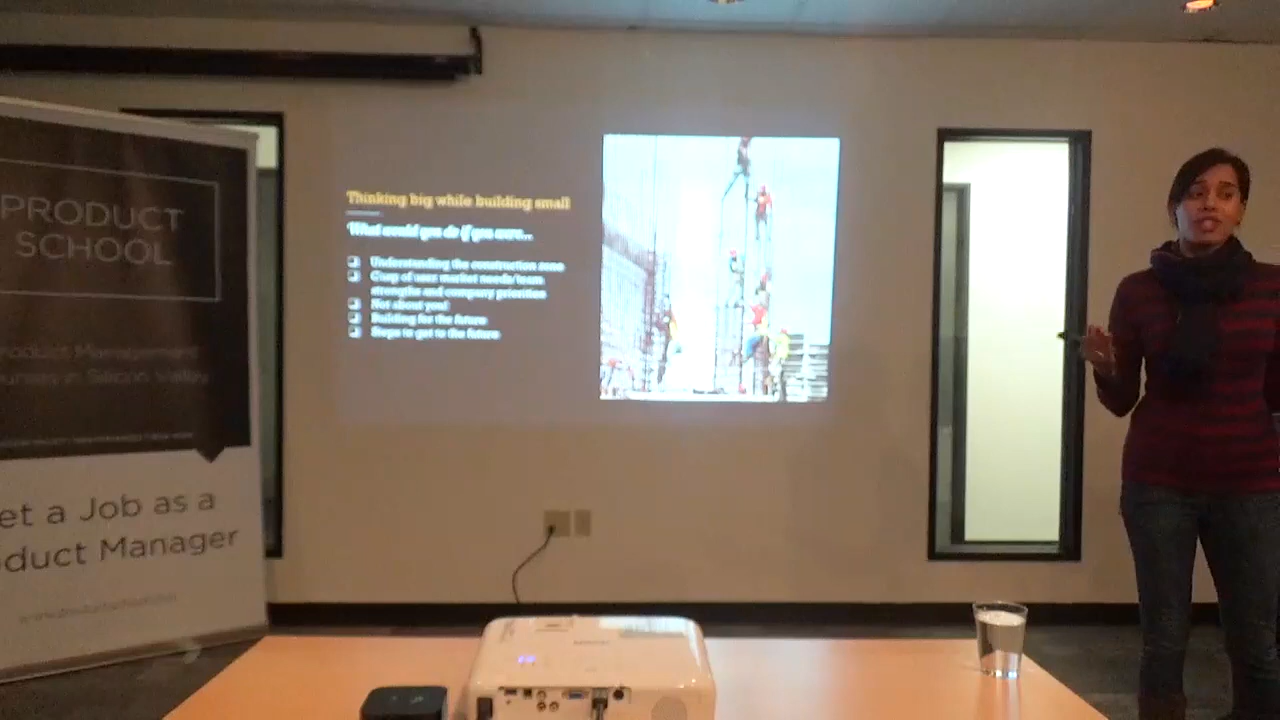 PRODUCT
SCHOOL
Product Management
Courses in Silicon Valley
et a Job as a
oduct Manager
Thinking big while building small
What would you do if you were...
Understanding the construction zone
Clasp of user market needs team
strengths and company priorities
Not about you!
Building for the future
Steps to get to the future